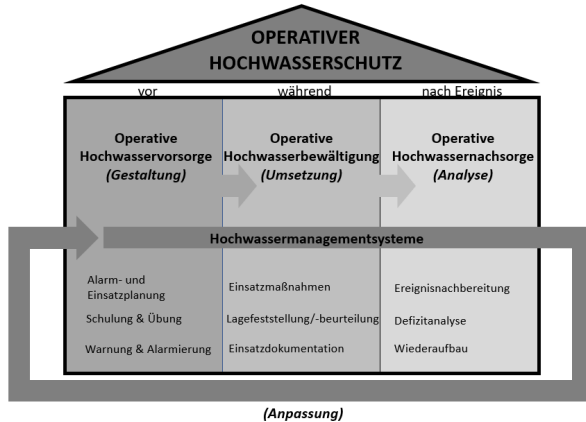 OPERATIVER
HOCHWASSERSCHUTZ
vor
während
nach Ereignis
Operative
Hochwasservorsorge
(Gestaltung)
Operative
Hochwasserbewältigung
(Umsetzung)
Operative
Hochwassernachsorge
(Analyse)
Hochwassermanagementsysteme
Alarm- und
Einsatzplanung
Schulung & Übung
Warnung & Alarmierung
Einsatzmaßnahmen
Lagefeststellung/-beurteilung
Einsatzdokumentation
Ereignisnachbereitung
Defizitanalyse
Wiederaufbau
(Anpassung)